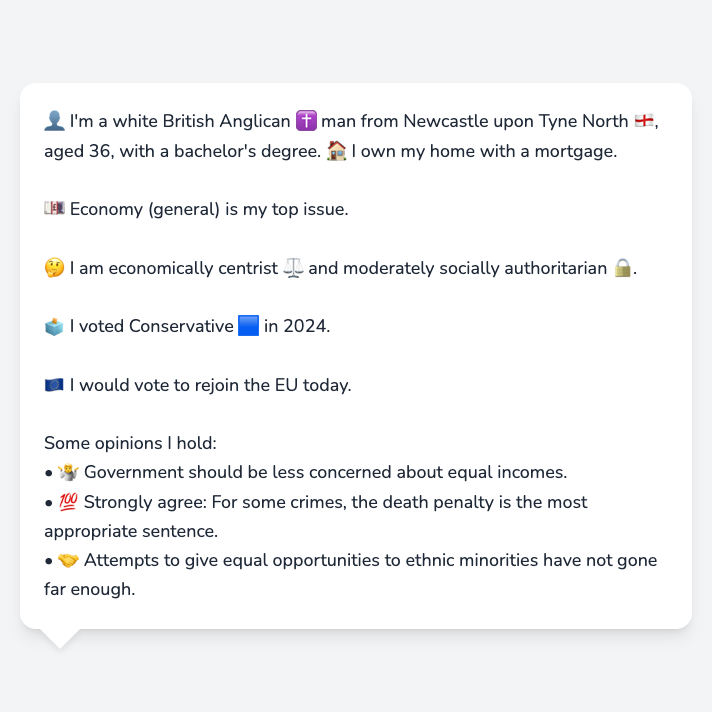 👤 I'm a white British Anglican ✝️ man from Newcastle upon Tyne North 🏴󠁧󠁢󠁥󠁮󠁧󠁿,
aged 36, with a bachelor's degree. 🏠 I own my home with a mortgage.
💷 Economy (general) is my top issue.
🤔 I am economically centrist ⚖️ and moderately socially authoritarian 🔒.
🗳️ I voted Conservative 🟦 in 2024.
🇪🇺 I would vote to rejoin the EU today.
Some opinions I hold:
• 🤷 Government should be less concerned about equal incomes.
• 💯 Strongly agree: For some crimes, the death penalty is the most
appropriate sentence.
• 🤝 Attempts to give equal opportunities to ethnic minorities have not gone
far enough.